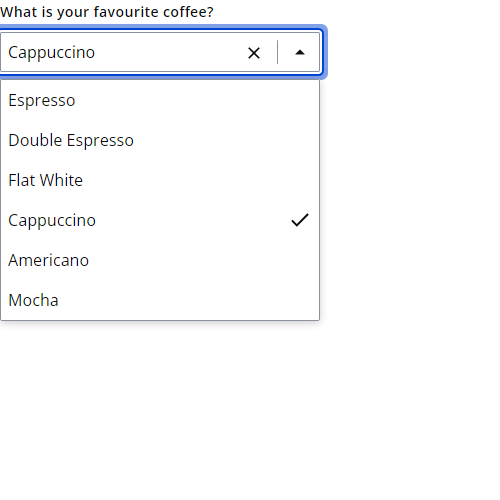 What is your favourite coffee?
Cappuccino
Espresso
Double Espresso
Flat White
Cappuccino
Americano
Mocha